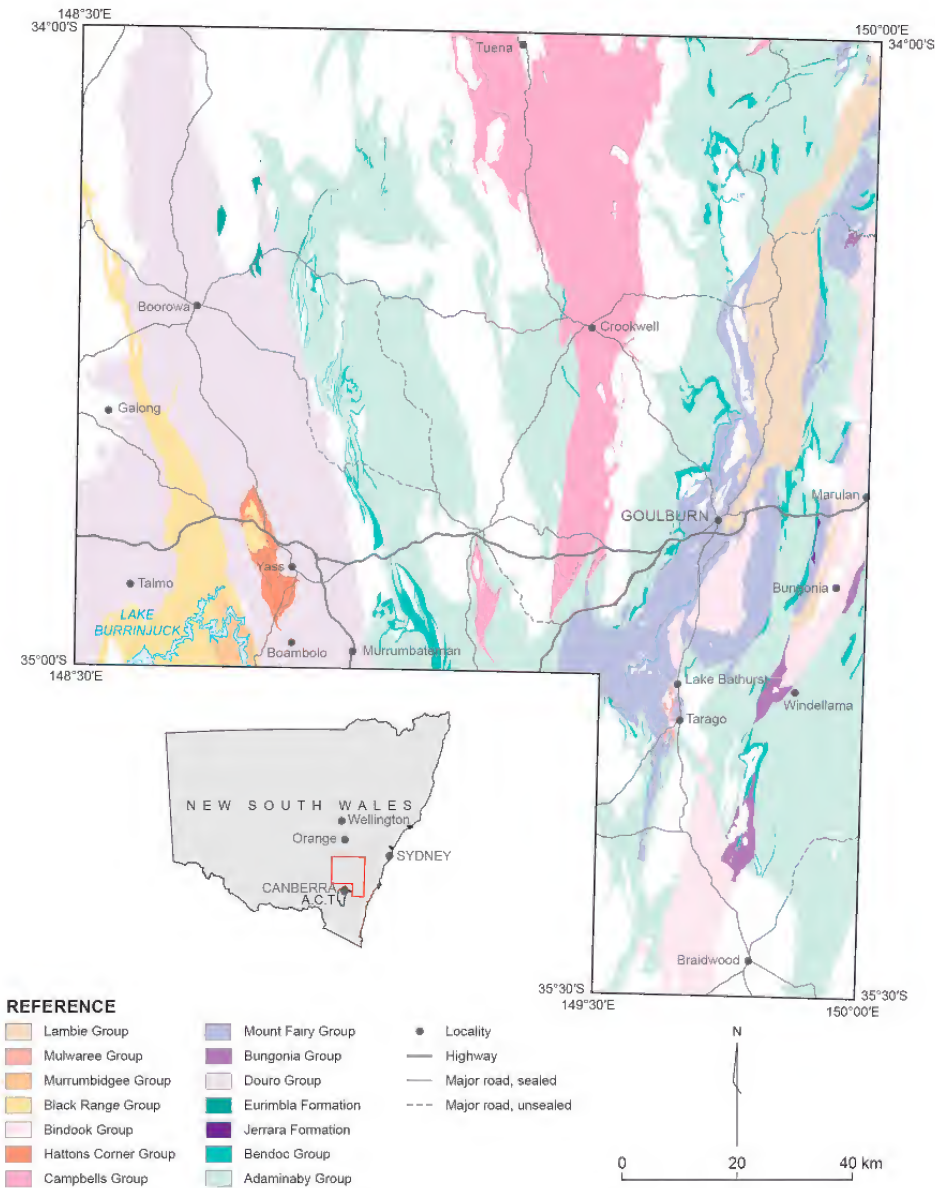 148°30'E
34°00'S
150°00'E
34°00'S
Tuena
Boorowa
Crookwell
Galong
Marulan
GOULBURN
Yass
Talmo
Bungonia
LAKE
BURRINJUCK
Boambolo
Murrumbateman
35°00'S
148°30'E
Lake Bathurst
Windellama
Tarago
NEW SOUTH WALES
Wellington
Orange
SYDNEY
CANBERRA
A.C.T
Braidwood
35°30'S
149°30'E
35°30'S
150°00'E
REFERENCE
Lambie Group
Mulwaree Group
Murrumbidgee Group
Black Range Group
Bindook Group
Hattons Corner Group
Campbells Group
Mount Fairy Group
Bungonia Group
Douro Group
Eurimbla Formation
Jerrara Formation
Bendoc Group
Adaminaby Group
Locality
Highway
Major road, sealed
Major road, unsealed
N
0 20 40 km